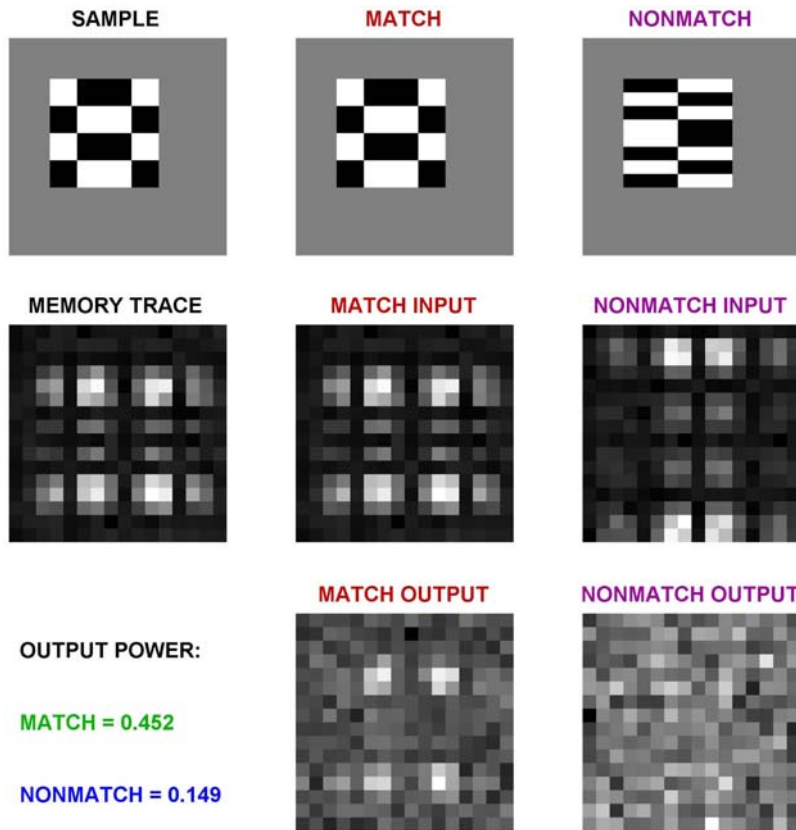 SAMPLE
MATCH
NONMATCH
MEMORY TRACE
MATCH INPUT
NONMATCH INPUT
MATCH OUTPUT
NONMATCH OUTPUT
OUTPUT POWER:
MATCH = 0.452
NONMATCH = 0.149